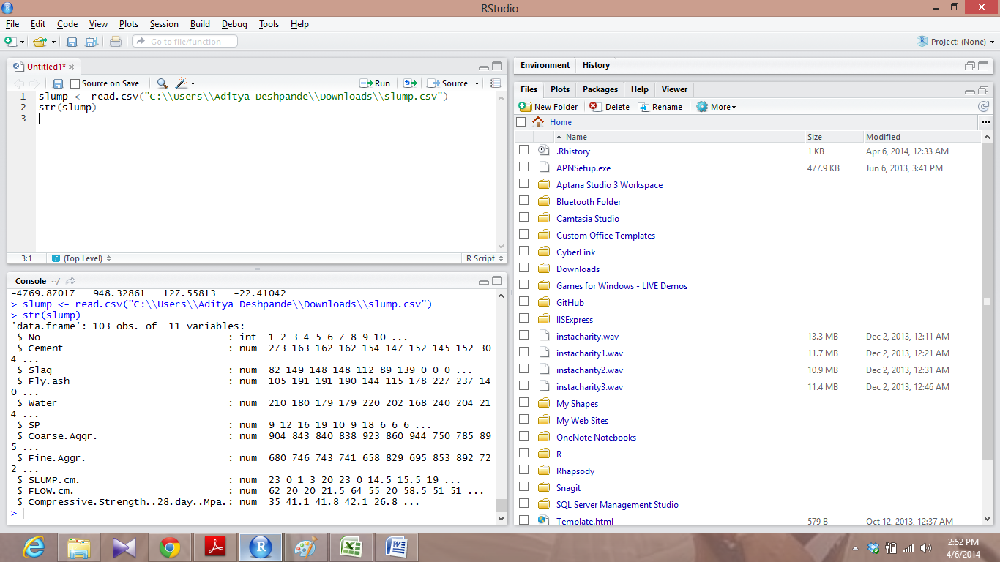 RStudio
File Edit Code View Plots Session Build Debug Tools Help
Go to file/function
Project: (None)
Untitled1*
Source on Save
Run
Source
1 slump <- read.csv("C:\\Users\\Aditya Deshpande\\Downloads\\slump.csv")
2 str(slump)
3
3:1 (Top Level) R Script
Console ~/
-4769.87017 948.32861 127.55813 -22.41042
> slump <- read.csv("C:\\Users\\Aditya Deshpande\\Downloads\\slump.csv")
> str(slump)
'data.frame': 103 obs. of 11 variables:
$ No : int 1 2 3 4 5 6 7 8 9 10 ...
$ Cement : num 273 163 162 162 154 147 152 145 152 30
4 ...
$ Slag : num 82 149 148 148 112 89 139 0 0 0 ...
$ Fly.ash : num 105 191 191 190 144 115 178 227 237 14
0 ...
$ Water : num 210 180 179 179 220 202 168 240 204 21
4 ...
$ SP : num 9 12 16 19 10 9 18 6 6 6 ...
$ Coarse.Aggr. : num 904 843 840 838 923 860 944 750 785 89
5 ...
$ Fine.Aggr. : num 680 746 743 741 658 829 695 853 892 72
2 ...
$ SLUMP.cm. : num 23 0 1 3 20 23 0 14.5 15.5 19 ...
$ FLOW.cm. : num 62 20 20 21.5 64 55 20 58.5 51 51 ...
$ Compressive.Strength..28.day..Mpa.: num 35 41.1 41.8 42.1 26.8 ...
>
Environment History
Files Plots Packages Help Viewer
New Folder Delete Rename More
Home ...
Name Size Modified
.Rhistory 1 KB Apr 6, 2014, 12:33 AM
APNSetup.exe 477.9 KB Jun 6, 2013, 3:41 PM
Aptana Studio 3 Workspace
Bluetooth Folder
Camtasia Studio
Custom Office Templates
CyberLink
Downloads
Games for Windows - LIVE Demos
GitHub
IISExpress
instacharity.wav 13.3 MB Dec 2, 2013, 12:11 AM
instacharity1.wav 11.7 MB Dec 2, 2013, 12:21 AM
instacharity2.wav 10.9 MB Dec 2, 2013, 12:31 AM
instacharity3.wav 11.4 MB Dec 2, 2013, 12:46 AM
My Shapes
My Web Sites
OneNote Notebooks
R
Rhapsody
Snagit
SQL Server Management Studio
Template.html 579 B Oct 12, 2013, 12:37 AM
2:52 PM
4/6/2014